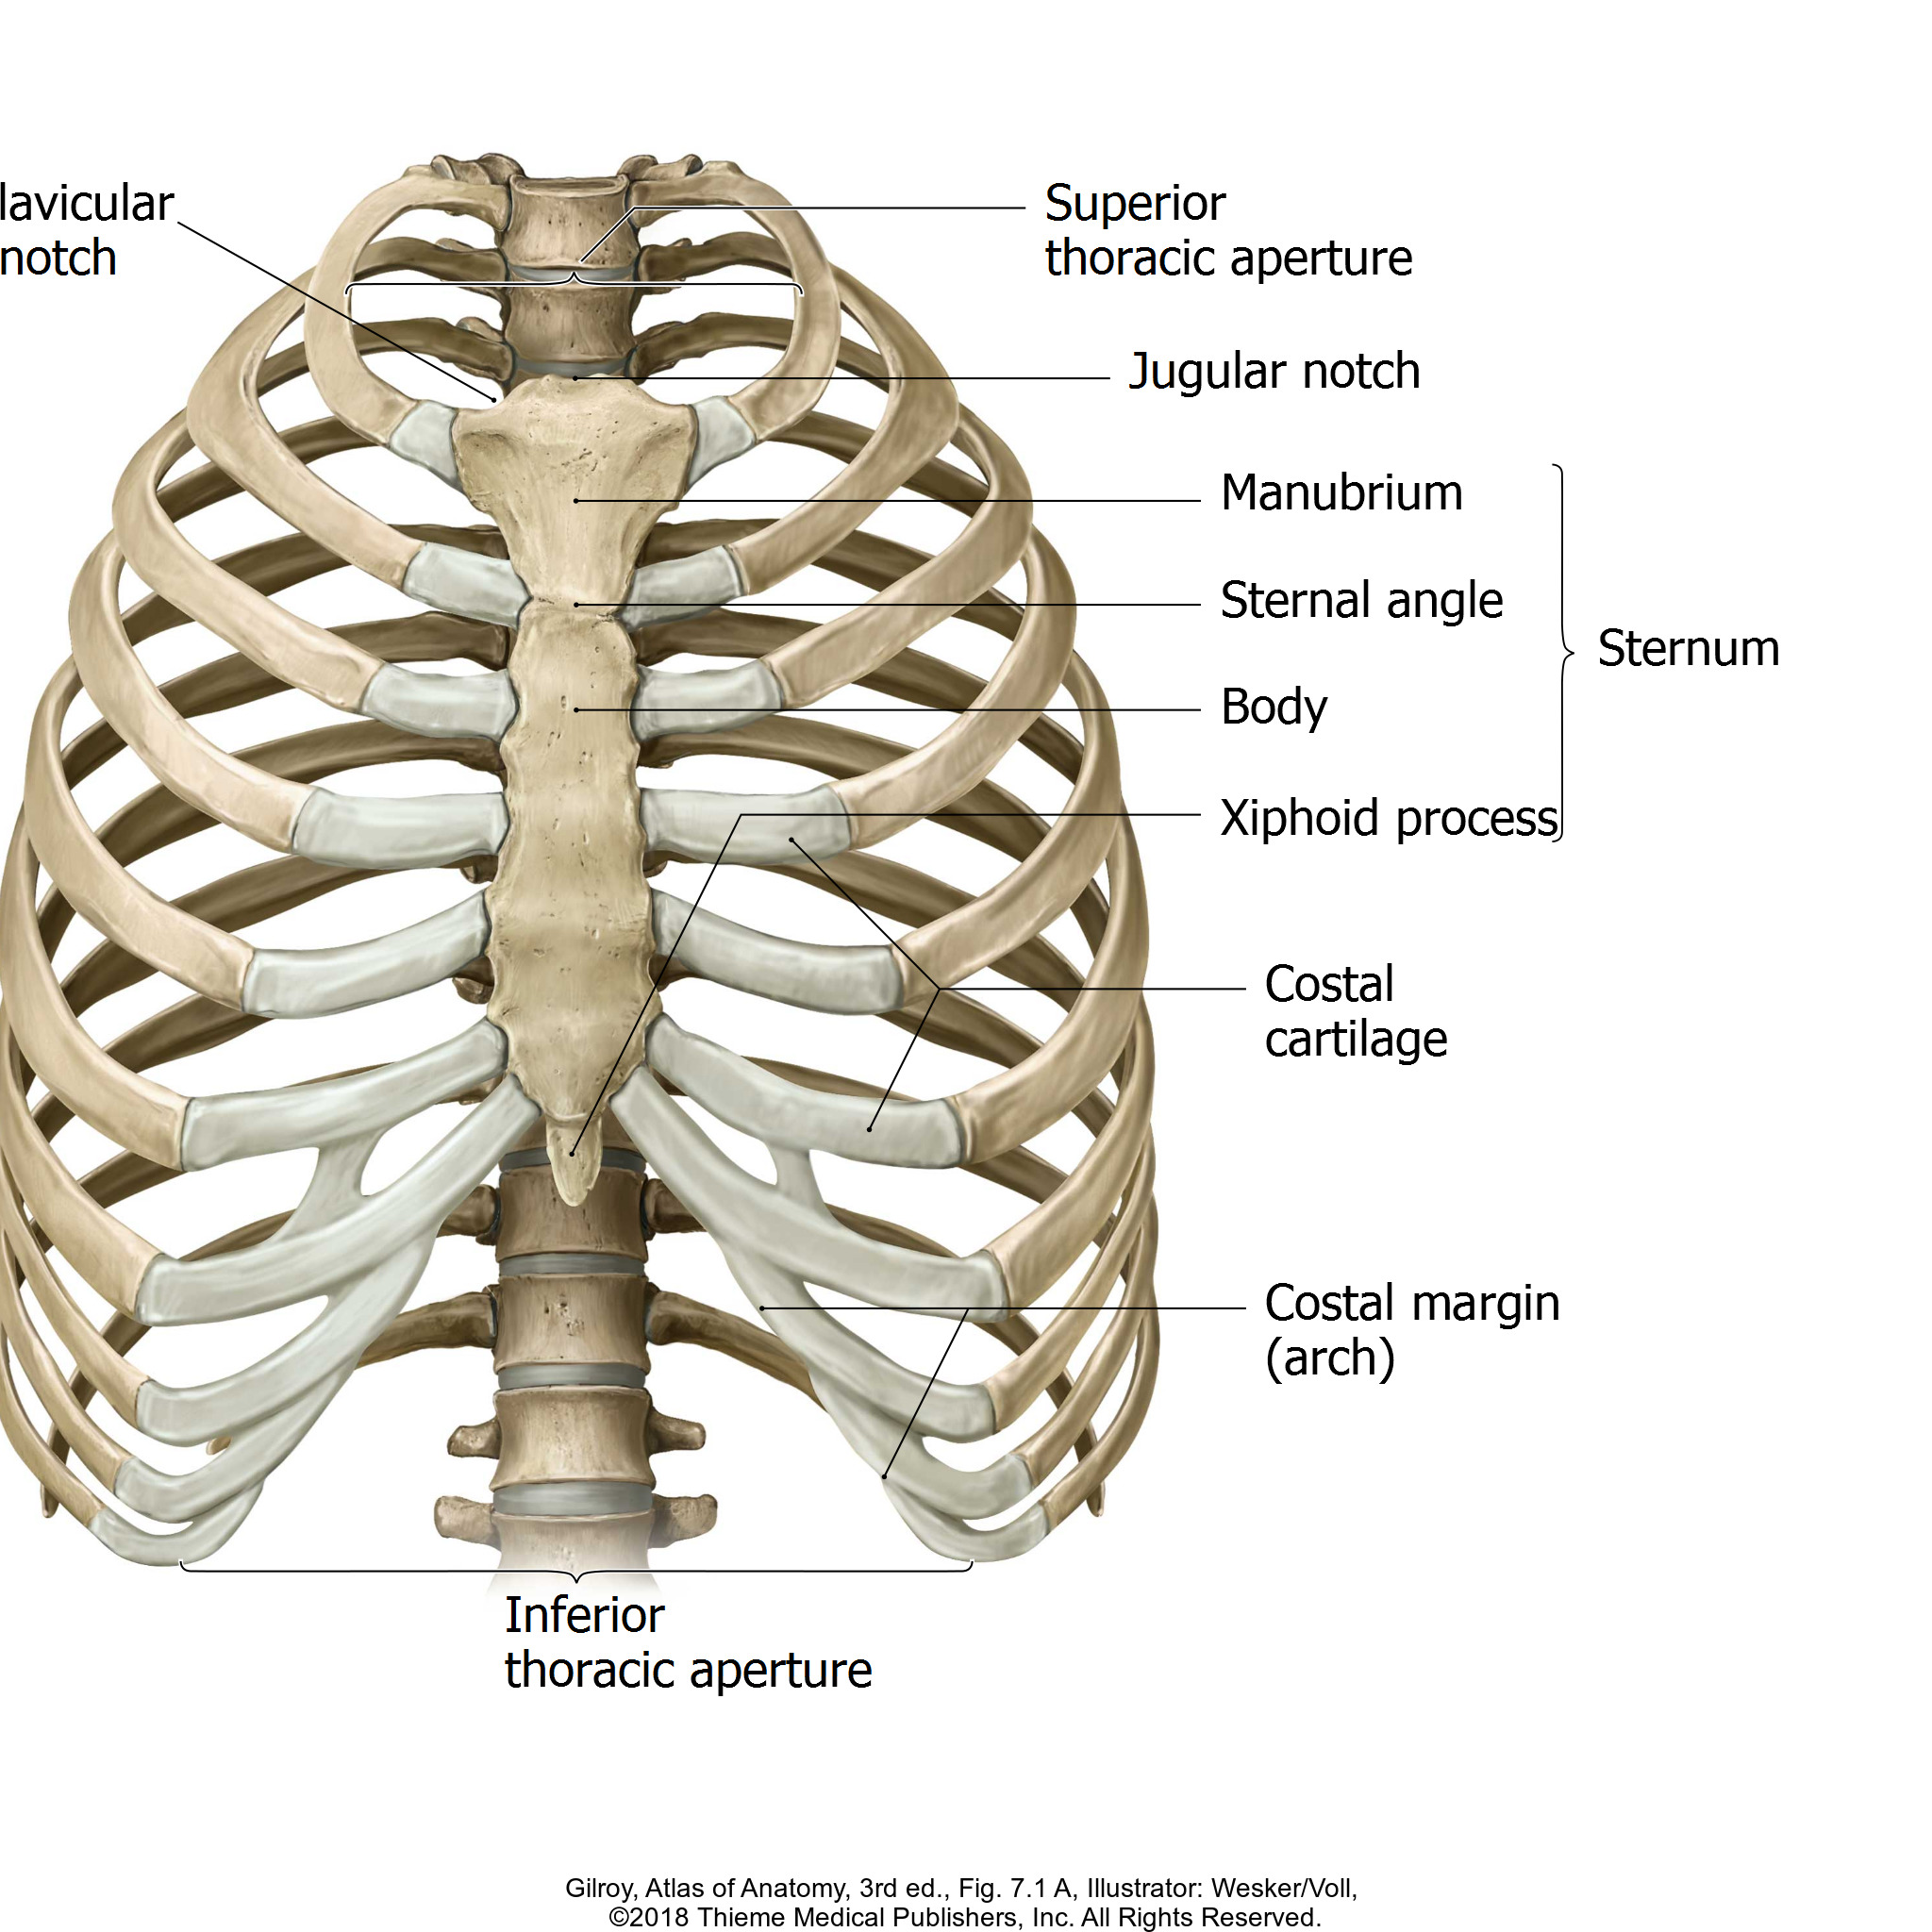 lavicular
notch
Superior
thoracic aperture
Jugular notch
Manubrium
Sternal angle
Body
Xiphoid process
Sternum
Costal
cartilage
Costal margin
(arch)
Inferior
thoracic aperture
Gilroy, Atlas of Anatomy, 3rd ed., Fig. 7.1 A, Illustrator: Wesker/Voll,
©2018 Thieme Medical Publishers, Inc. All Rights Reserved.